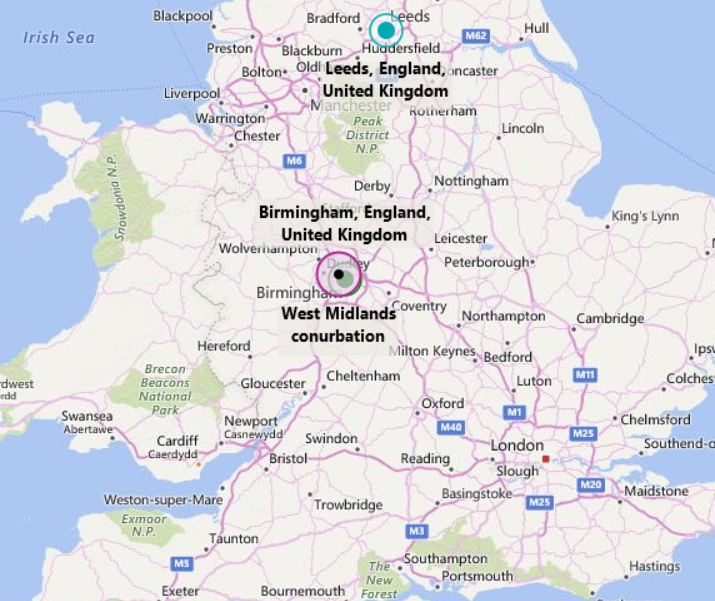 Blackpool
Bradford
Leeds
Irish Sea
M62
Hull
Preston
Blackburn
Huddersfield
Bolton
Oldh
Leeds, England,
United Kingdom
oncaster
Liverpool
Manchester
Rotherham
Warrington
Chester
Peak
District
N.P.
Lincoln
M6
Snowdonia N.P.
Derby
Nottingham
Stafford
Birmingham, England,
United Kingdom
King's Lynn
Wolverhampton
Leicester
Dudley
Peterborough
Birmingham
Coventry
West Midlands
conurbation
Northampton
Cambridge
Hereford
Milton Keynes
Bedford
Ips
Brecon
Beacons
National
Park
M11
Cheltenham
Gloucester
Luton
Colches
rdwest
ord
Oxford
M1
Swansea
Abertawe
Newport
Casnewydd
M40
M25
Chelmsford
Cardiff
Caerdydd
Swindon
London
Southend-o
Bristol
Reading
Slough
M20
Weston-super-Mare
Trowbridge
Basingstoke
M25
Maidstone
Exmoor
N.P.
M3
Taunton
M5
Southampton
The
New
Forest
Portsmouth
Hastings
Exeter
Bournemouth